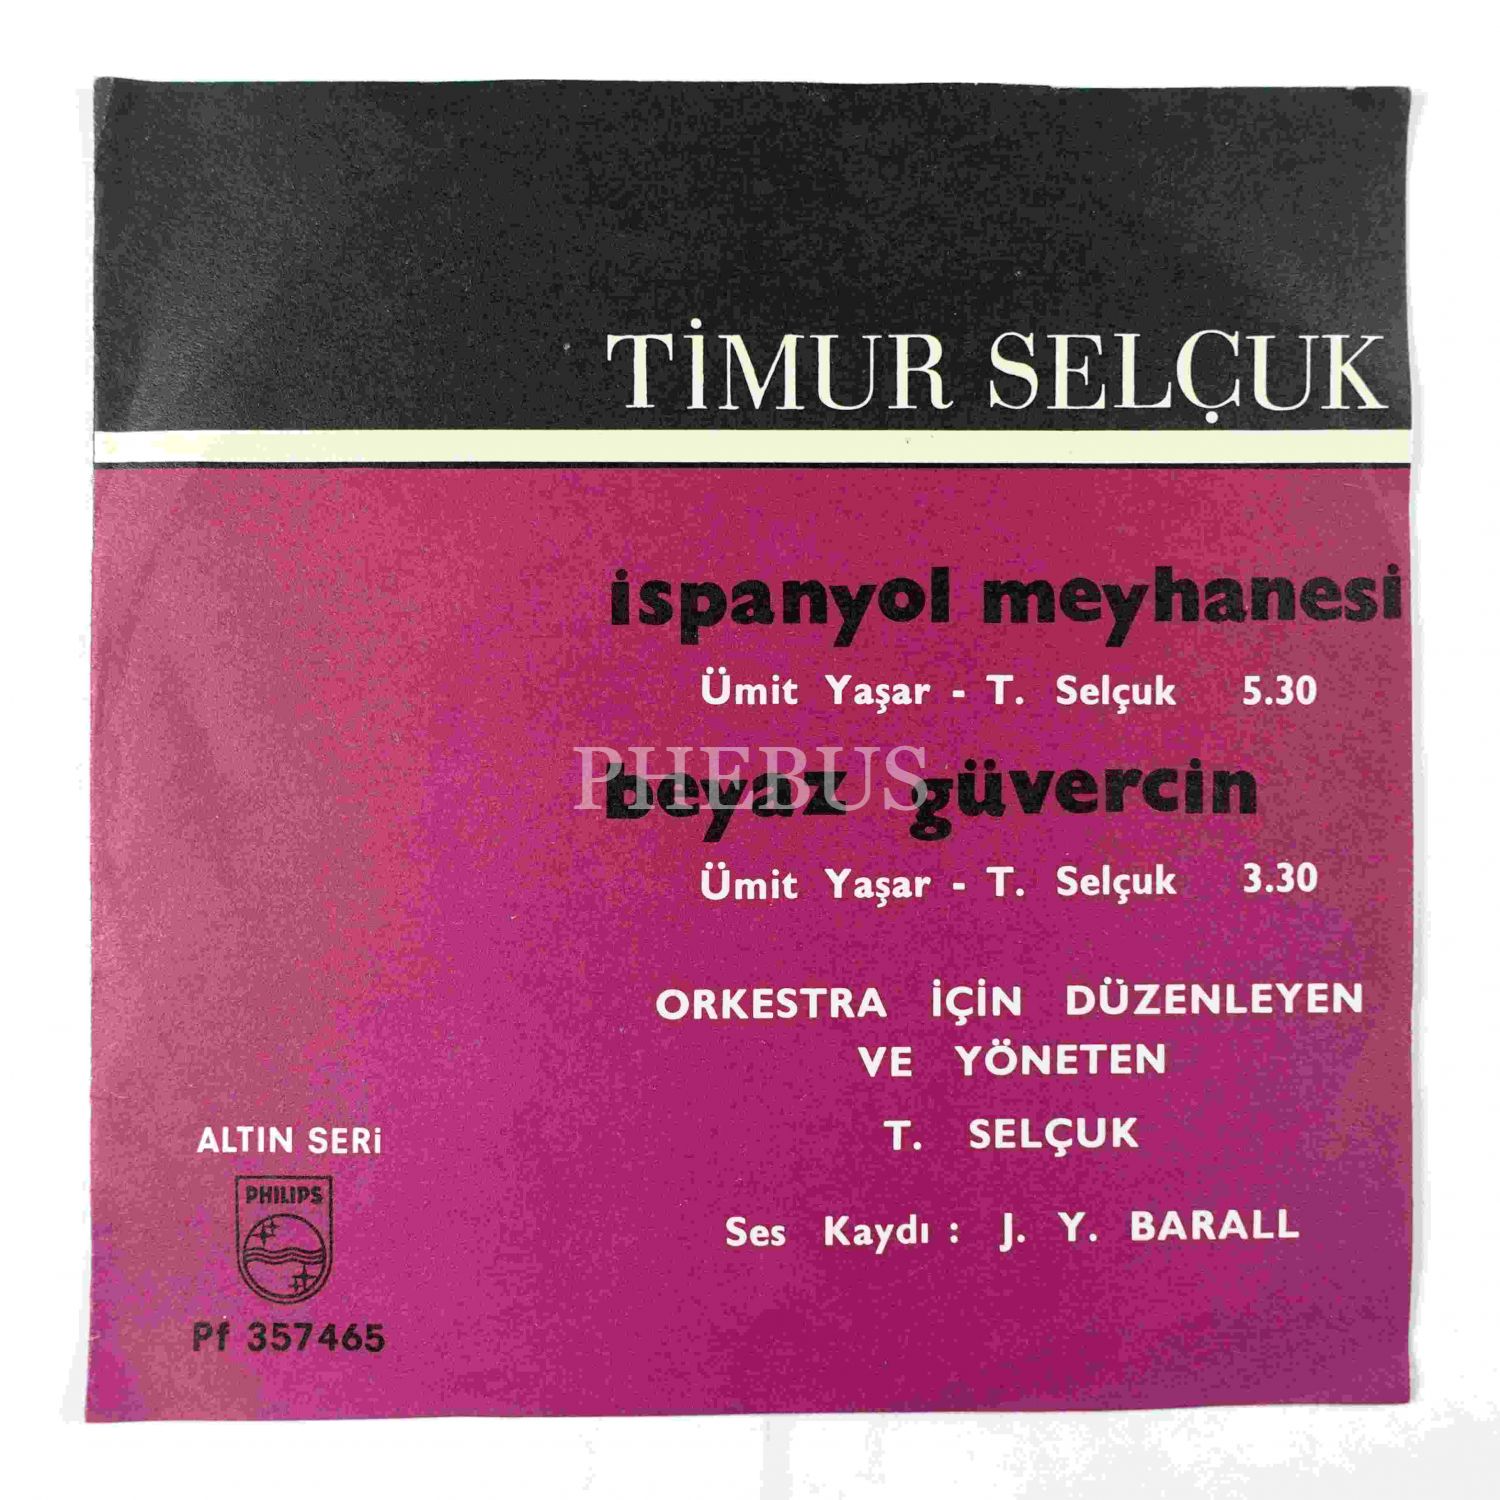 TİMUR SELÇUK
ispanyol meyhanesi
Ümit Yaşar - T. Selçuk 5.30
PHEBUS
beyaz güvercin
Ümit Yaşar - T. Selçuk 3.30
ORKESTRA İÇİN DÜZENLEYEN
VE YÖNETEN
T. SELÇUK
Ses Kaydı : J. Y. BARALL
ALTIN SERİ
PHILIPS
Pf 357465